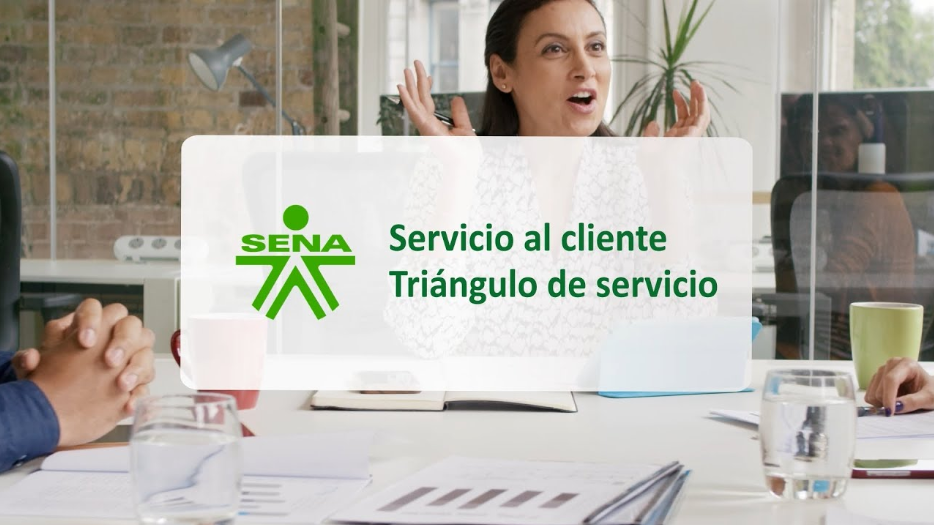 SENA
Servicio al cliente
Triángulo de servicio